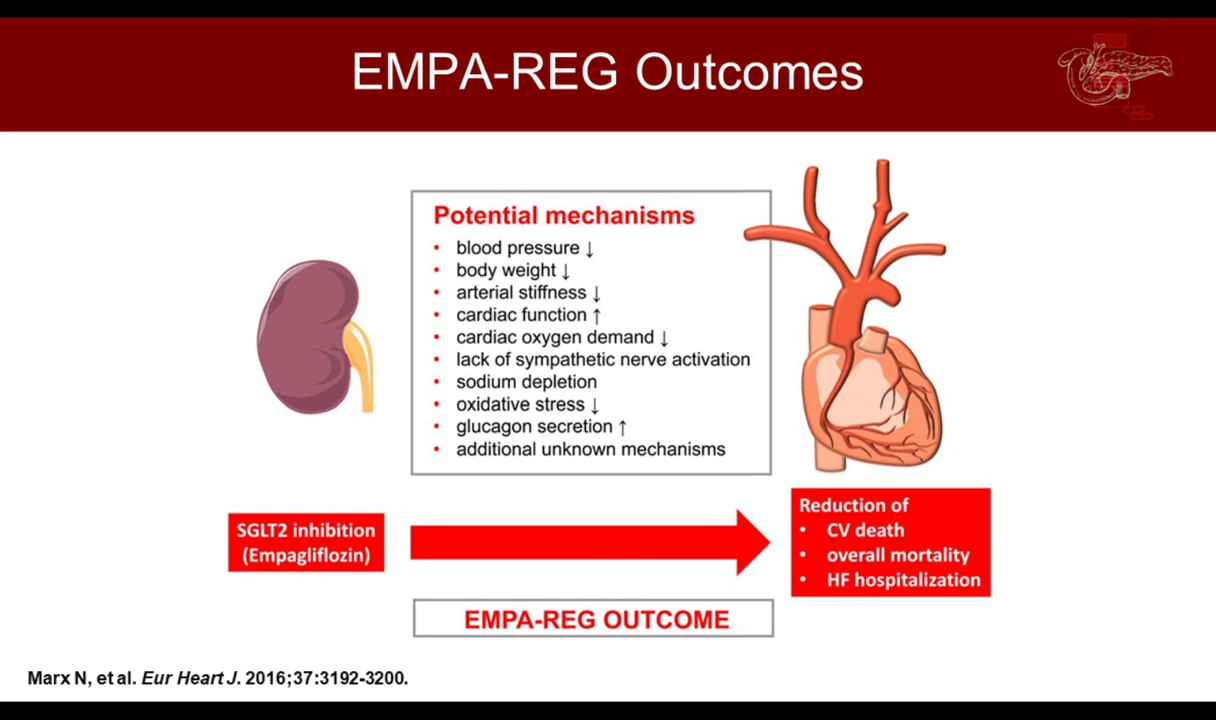 EMPA-REG Outcomes
Potential mechanisms
• blood pressure ↓
• body weight ↓
• arterial stiffness ↓
• cardiac function ↑
• cardiac oxygen demand ↓
• lack of sympathetic nerve activation
• sodium depletion
• oxidative stress ↓
• glucagon secretion ↑
• additional unknown mechanisms
SGLT2 inhibition
(Empagliflozin)
Reduction of
• CV death
• overall mortality
• HF hospitalization
EMPA-REG OUTCOME
Marx N, et al. Eur Heart J. 2016;37:3192-3200.